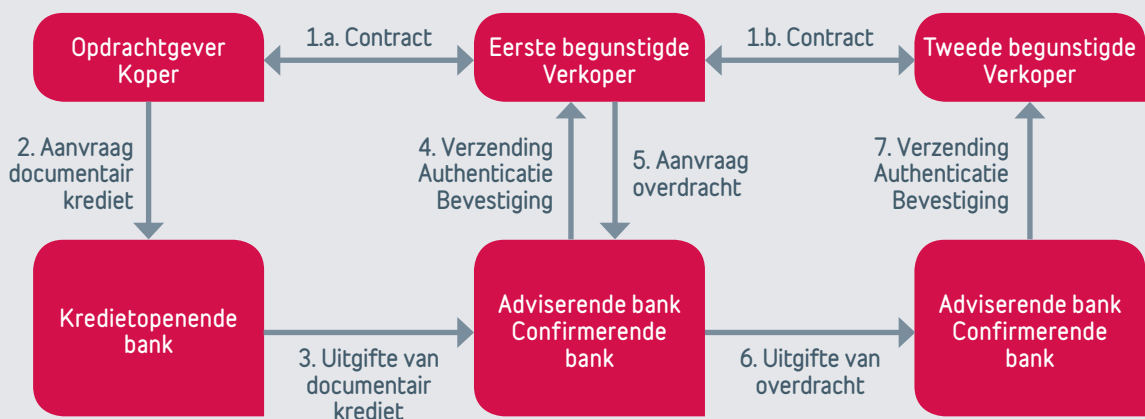 Opdrachtgever
Koper
1.a. Contract
Eerste begunstigde
Verkoper
1.b. Contract
Tweede begunstigde
Verkoper
2. Aanvraag
documentair
krediet
4. Verzending
Authenticatie
Bevestiging
5. Aanvraag
overdracht
7. Verzending
Authenticatie
Bevestiging
Kredietopenende
bank
3. Uitgifte van
documentair
krediet
Adviserende bank
Confirmerende
bank
6. Uitgifte van
overdracht
Adviserende bank
Confirmerende
bank